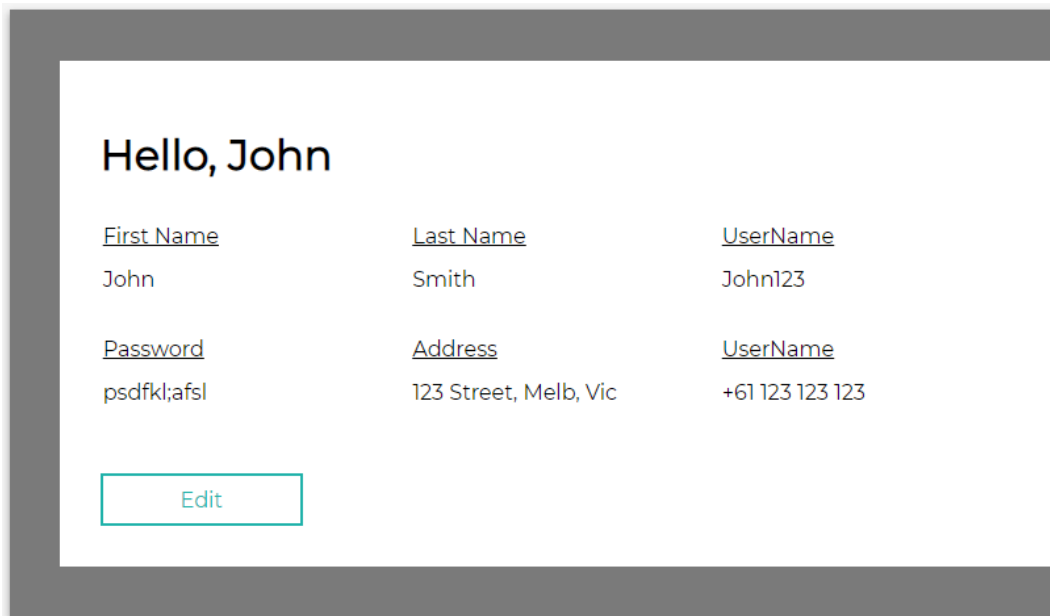 Hello, John
First Name Last Name UserName
John Smith John123
Password Address UserName
psdfkl;afsl 123 Street, Melb, Vic +61 123 123 123
Edit